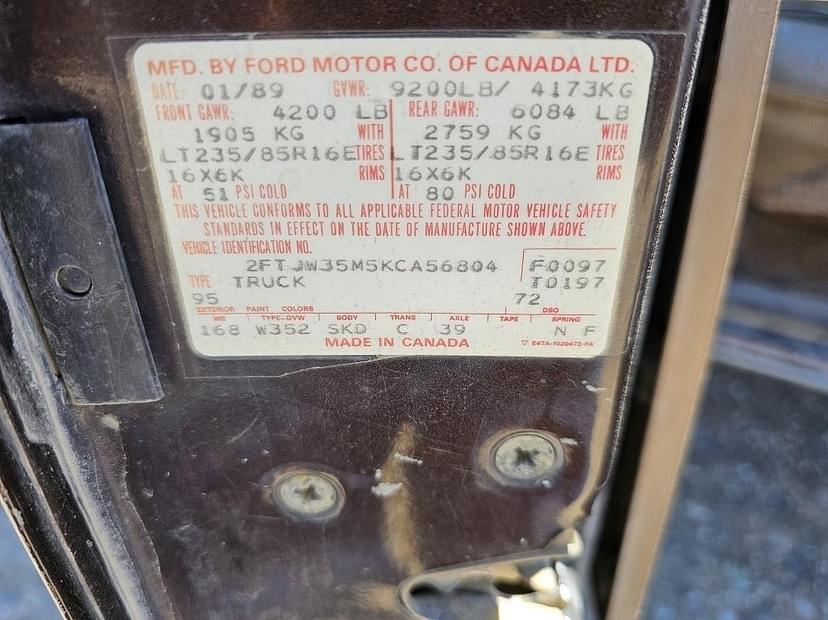 MFD. BY FORD MOTOR CO. OF CANADA LTD.
DATE: 01/89 GVWR: 9200LB/ 4173KG
FRONT GAWR: 4200 LB REAR GAWR: 6084 LB
1905 KG WITH 2759 KG WITH
LT235/85R16E TIRES LT235/85R16E TIRES
16X6K RIMS 16X6K RIMS
AT 51 PSI COLD AT 80 PSI COLD
THIS VEHICLE CONFORMS TO ALL APPLICABLE FEDERAL MOTOR VEHICLE SAFETY
STANDARDS IN EFFECT ON THE DATE OF MANUFACTURE SHOWN ABOVE.
VEHICLE IDENTIFICATION NO.
2FTJW35M5KCA56804 F0097
TYPE TRUCK T0197
95 72
EXTERIOR PAINT COLORS DSO
WB TYPE-GVW BODY TRANS AXLE TAPE SPRING
168 W352 SKD C 39 N F
MADE IN CANADA ▽ E4TA-1020472-FA